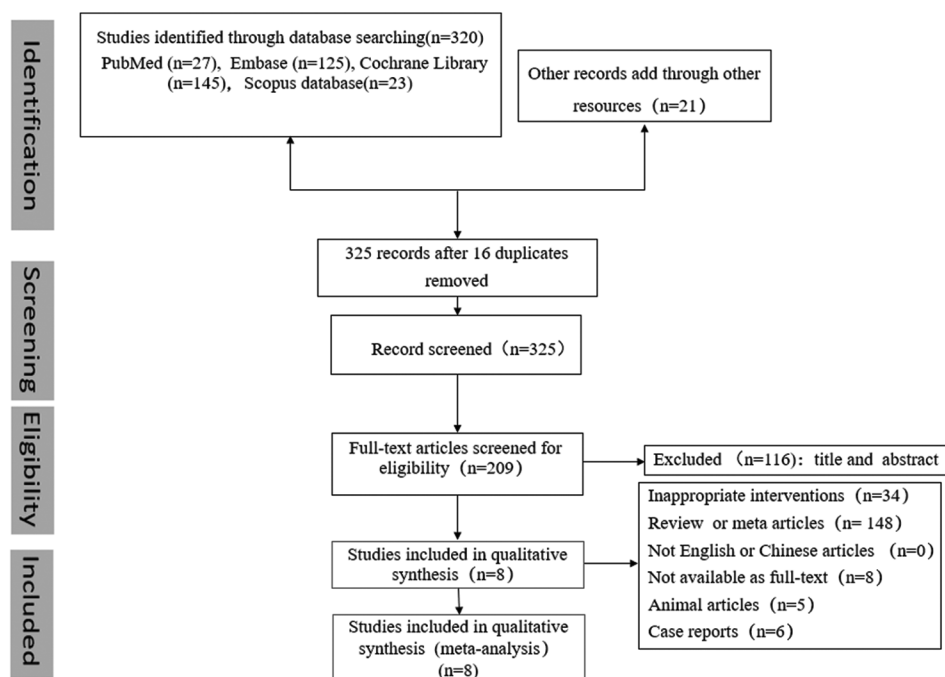 Identification
Studies identified through database searching(n=320)
PubMed (n=27), Embase (n=125), Cochrane Library
(n=145), Scopus database(n=23)
Other records add through other
resources (n=21)
325 records after 16 duplicates
removed
Screening
Record screened (n=325)
Eligibility
Full-text articles screened for
eligibility (n=209)
Excluded (n=116): title and abstract
Inappropriate interventions (n=34)
Review or meta articles (n= 148)
Not English or Chinese articles (n=0)
Not available as full-text (n=8)
Animal articles (n=5)
Case reports (n=6)
Included
Studies included in qualitative
synthesis (n=8)
Studies included in qualitative
synthesis (meta-analysis)
(n=8)